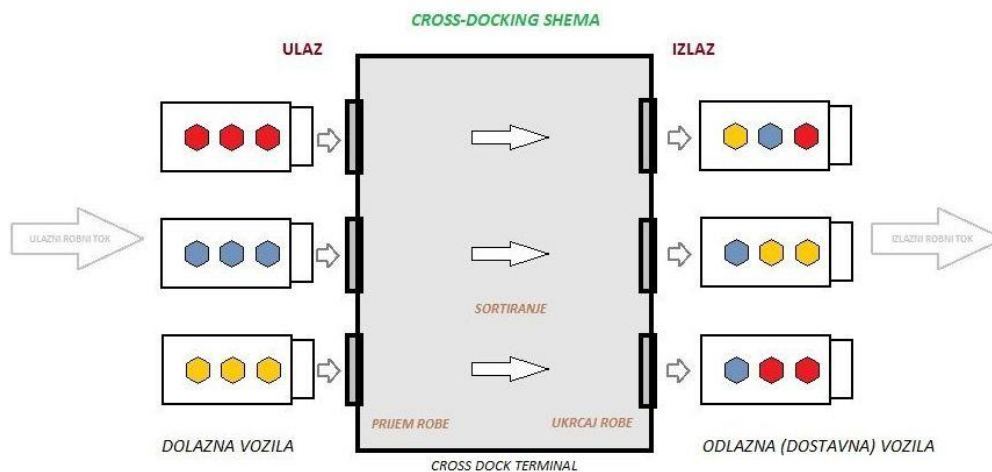 CROSS-DOCKING SHEMA
ULAZ
IZLAZ
ULAZNI ROBNI TOK
IZLAZNI ROBNI TOK
SORTIRANJE
PRIJEM ROBE
UKRCAJ ROBE
DOLAZNA VOZILA
ODLAZNA (DOSTAVNA) VOZILA
CROSS DOCK TERMINAL